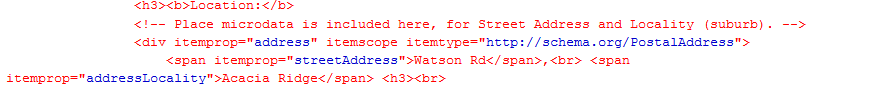 <h3><b>Location:</b>
<!-- Place microdata is included here, for Street Address and Locality (suburb). -->
<div itemprop="address" itemscope itemtype="http://schema.org/PostalAddress">
<span itemprop="streetAddress">Watson Rd</span>,<br> <span
itemprop="addressLocality">Acacia Ridge</span> <h3><br>